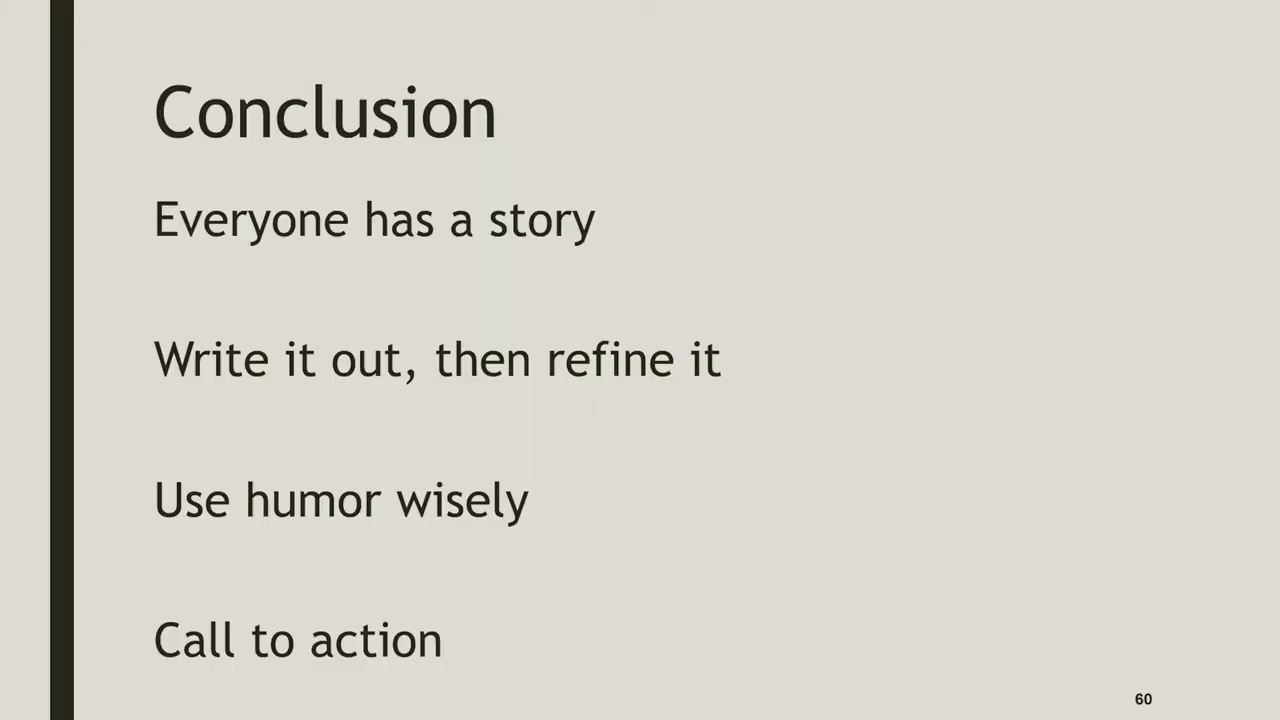 Conclusion
Everyone has a story
Write it out, then refine it
Use humor wisely
Call to action
60